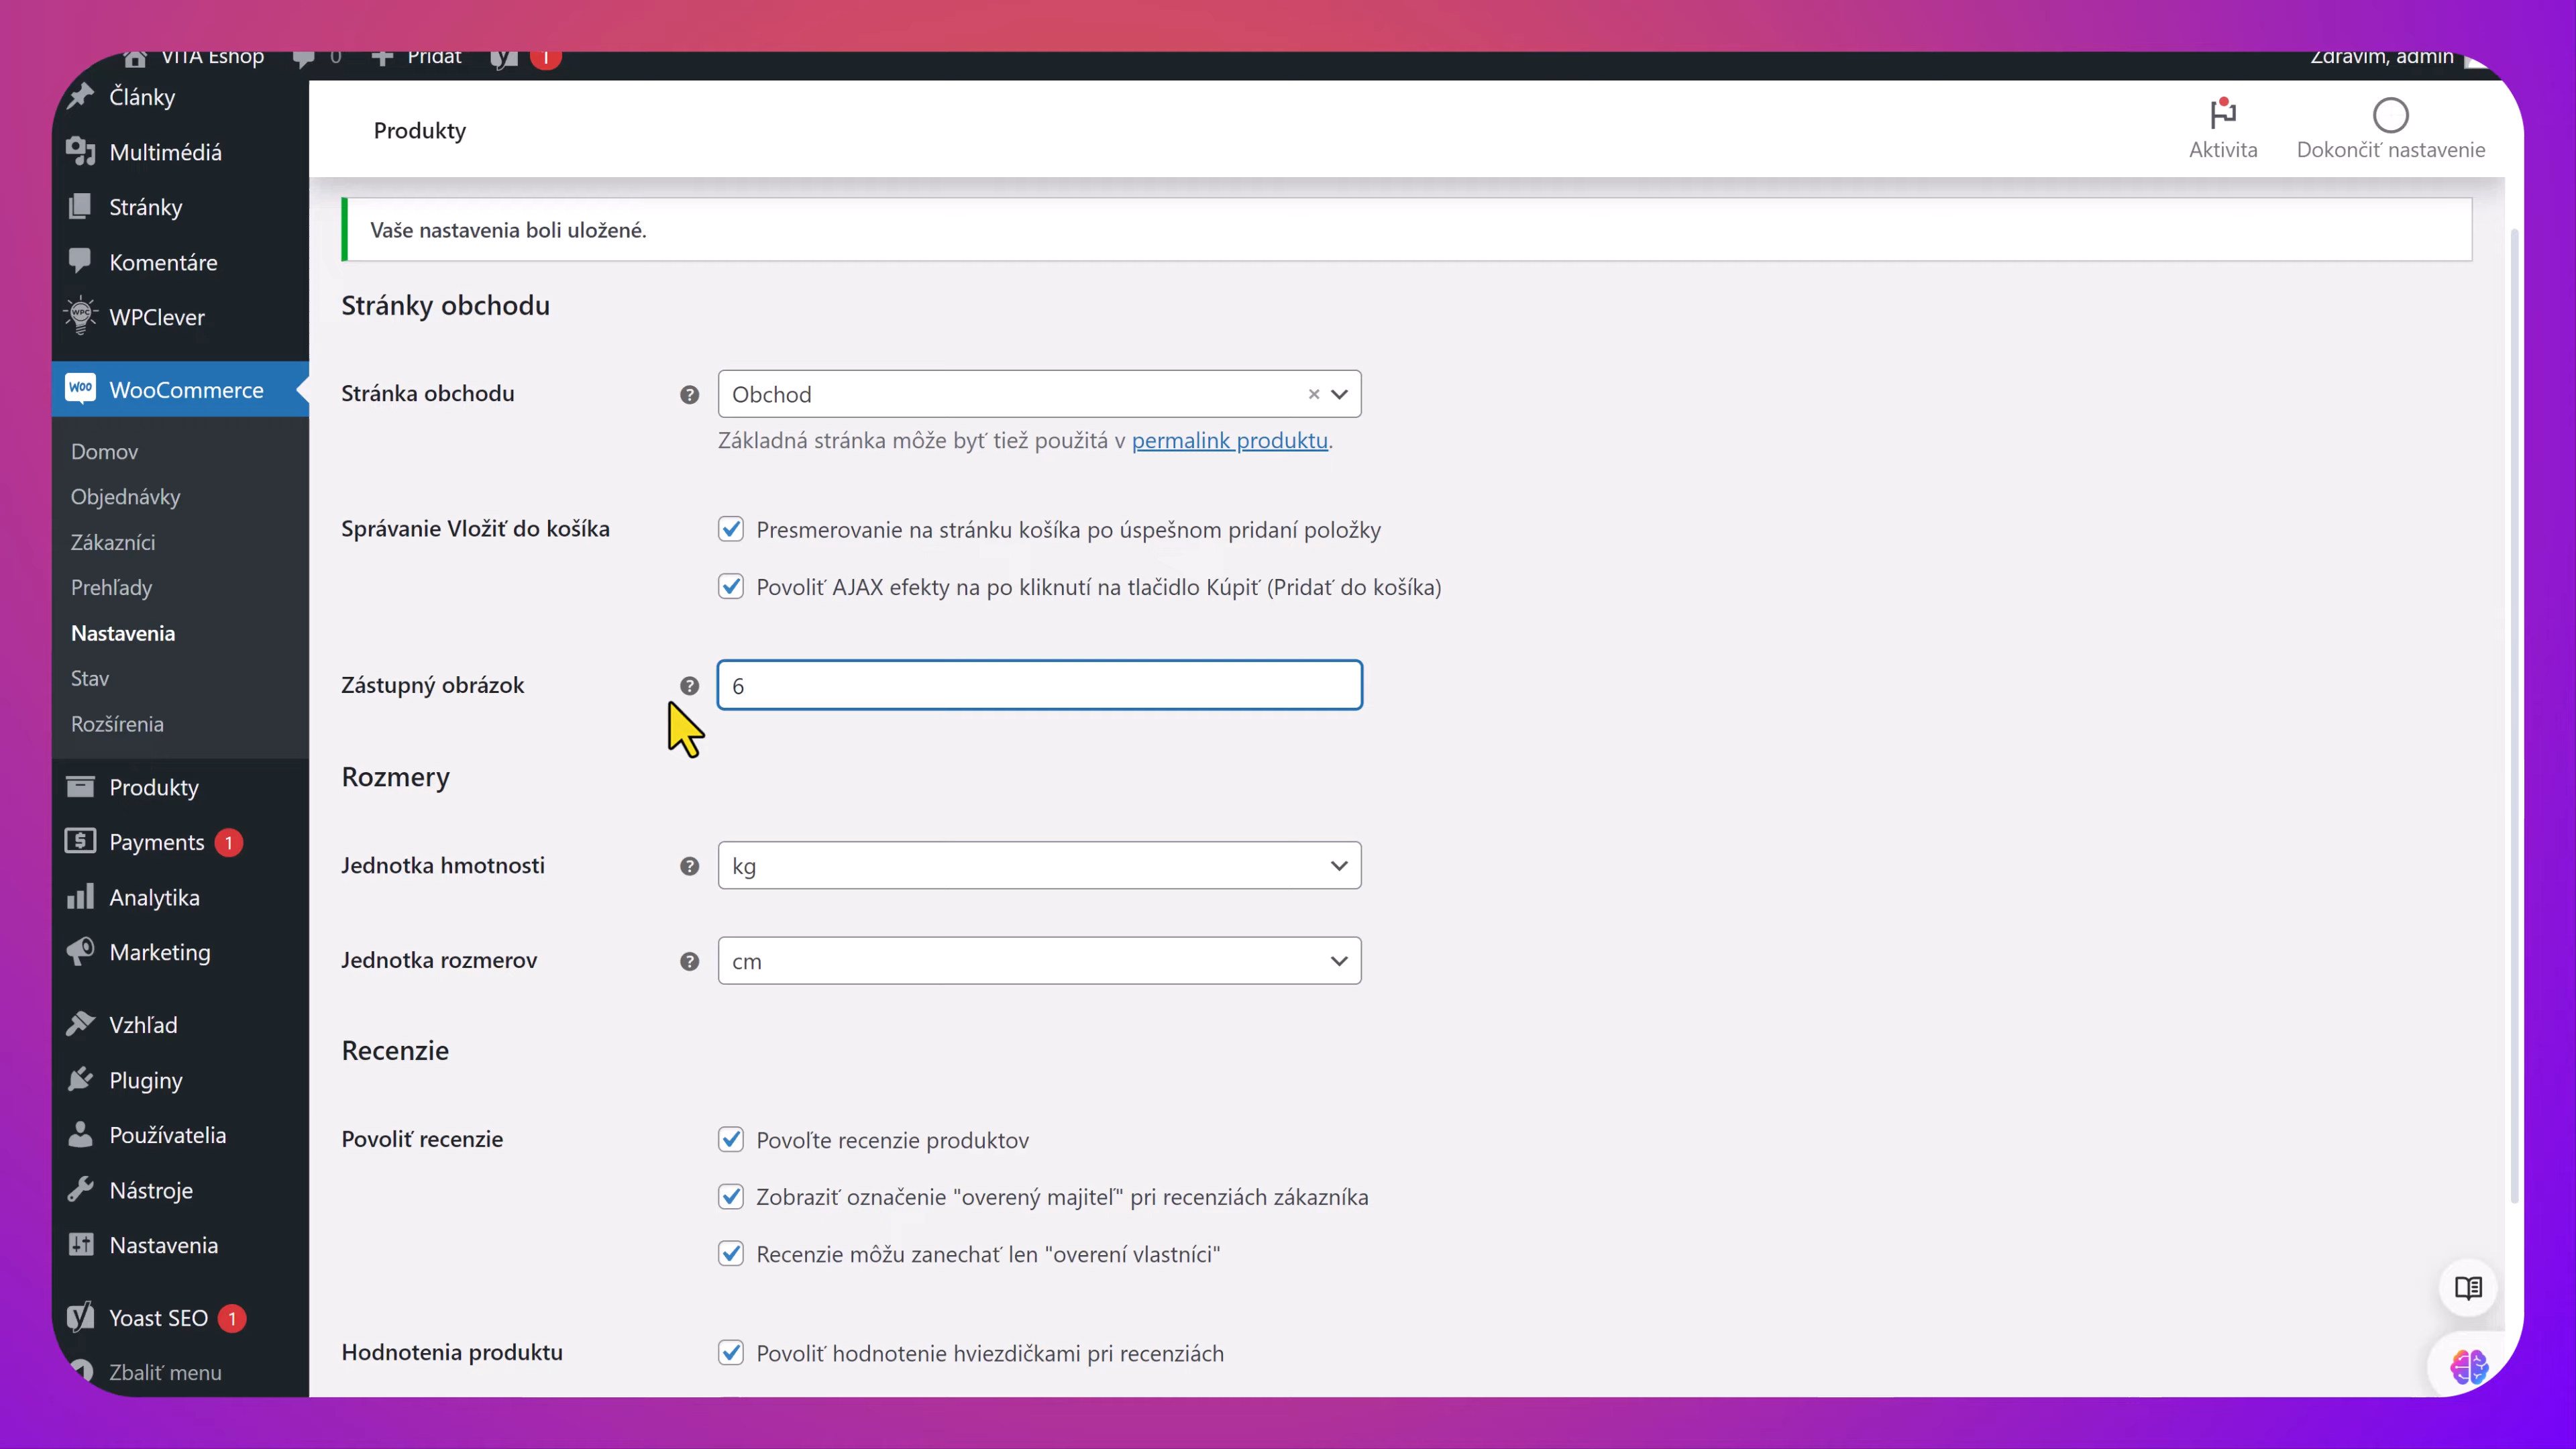 VITA Eshop 0 Pridať 1 Zdravím, admin
Články
Multimédiá
Stránky
Komentáre
WPClever
WooCommerce
Domov
Objednávky
Zákazníci
Prehľady
Nastavenia
Stav
Rozšírenia
Produkty
Payments 1
Analytika
Marketing
Vzhľad
Pluginy
Používatelia
Nástroje
Nastavenia
Yoast SEO 1
Zbaliť menu
Produkty
Aktivita
Dokončiť nastavenie
Vaše nastavenia boli uložené.
Stránky obchodu
Stránka obchodu ? Obchod ×
Základná stránka môže byť tiež použitá v permalink produktu.
Správanie Vložiť do košíka Presmerovanie na stránku košíka po úspešnom pridaní položky
Povoliť AJAX efekty na po kliknutí na tlačidlo Kúpiť (Pridať do košíka)
Zástupný obrázok ? 6
Rozmery
Jednotka hmotnosti ? kg
Jednotka rozmerov ? cm
Recenzie
Povoliť recenzie Povoľte recenzie produktov
Zobraziť označenie "overený majiteľ" pri recenziách zákazníka
Recenzie môžu zanechať len "overení vlastníci"
Hodnotenia produktu Povoliť hodnotenie hviezdičkami pri recenziách